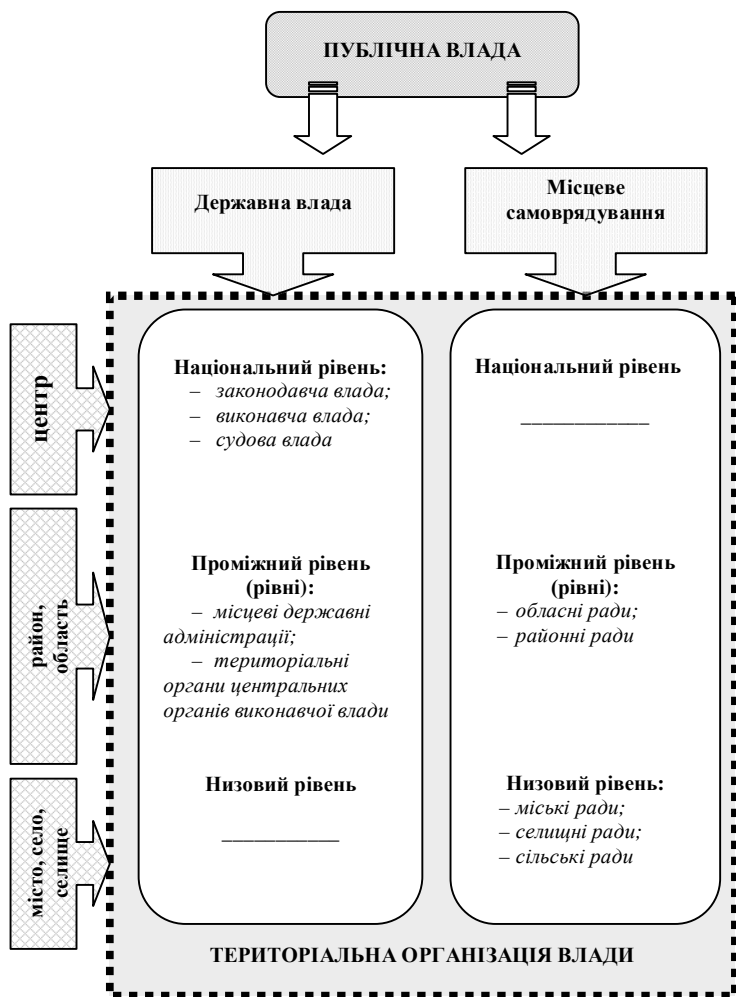 ПУБЛІЧНА ВЛАДА
Державна влада
Місцеве
самоврядування
центр
Національний рівень:
– законодавча влада;
– виконавча влада;
– судова влада
Національний рівень
____________
район,
область
Проміжний рівень
(рівні):
– місцеві державні
адміністрації;
– територіальні
органи центральних
органів виконавчої влади
Проміжний рівень
(рівні):
– обласні ради;
– районні ради
місто, село,
селище
Низовий рівень
___________
Низовий рівень:
– міські ради;
– селищні ради;
– сільські ради
ТЕРИТОРІАЛЬНА ОРГАНІЗАЦІЯ ВЛАДИ